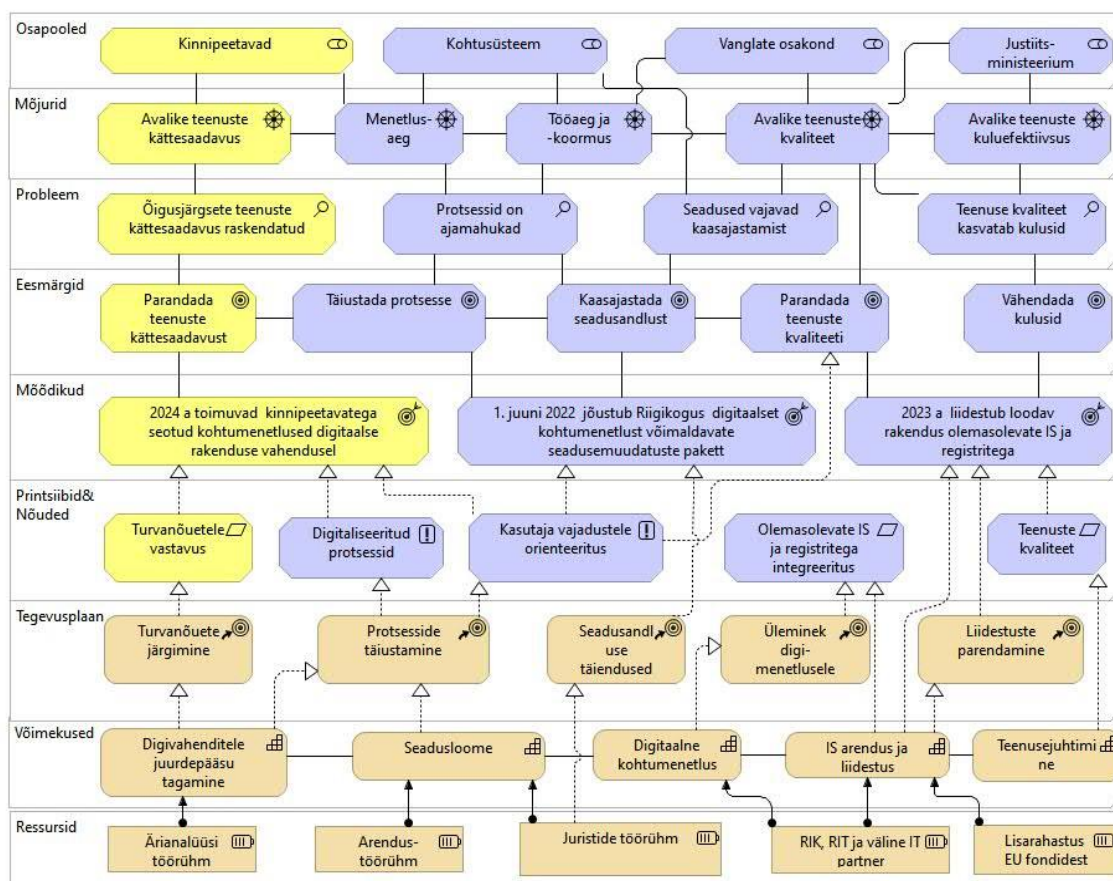 Osapooled
Kinnipeetavad
Kohtusüsteem
Vanglate osakond
Justiits-
ministeerium
Mõjurid
Avalike teenuste
kättesaadavus
Menetlus-
aeg
Tööaeg ja
-koormus
Avalike teenuste
kvaliteet
Avalike teenuste
kuluefektiivsus
Probleem
Õigusjärgsete teenuste
kättesaadavus raskendatud
Protsessid on
ajamahukad
Seadused vajavad
kaasajastamist
Teenuse kvaliteet
kasvatab kulusid
Eesmärgid
Parandada
teenuste
kättesaadavust
Täiustada protsesse
Kaasajastada
seadusandlust
Parandada
teenuste
kvaliteeti
Vähendada
kulusid
Mõõdikud
2024 a toimuvad kinnipeetavatega
seotud kohtumenetlused digitaalse
rakenduse vahendusel
1. juuni 2022 jõustub Riigikogus digitaalset
kohtumenetlust võimaldavate
seadusemuudatuste pakett
2023 a liidestub loodav
rakendus olemasolevate IS ja
registritega
Printsiibid&
Nõuded
Turvanõuetele
vastavus
Digitaliseeritud
protsessid
Kasutaja vajadustele
orienteeritus
Olemasolevate IS
ja registritega
integreeritus
Teenuste
kvaliteet
Tegevusplaan
Turvanõuete
järgimine
Protsesside
täiustamine
Seadusandl
use
täiendused
Üleminek
digi-
menetlusele
Liidestuste
parendamine
Võimekused
Digivahenditele
juurdepääsu
tagamine
Seadusloome
Digitaalne
kohtumenetlus
IS arendus ja
liidestus
Teenusejuhtimi
ne
Ressursid
Ärianalüüsi
töörühm
Arendus-
töörühm
Juristide töörühm
RIK, RIT ja väline IT
partner
Lisarahastus
EU fondidest